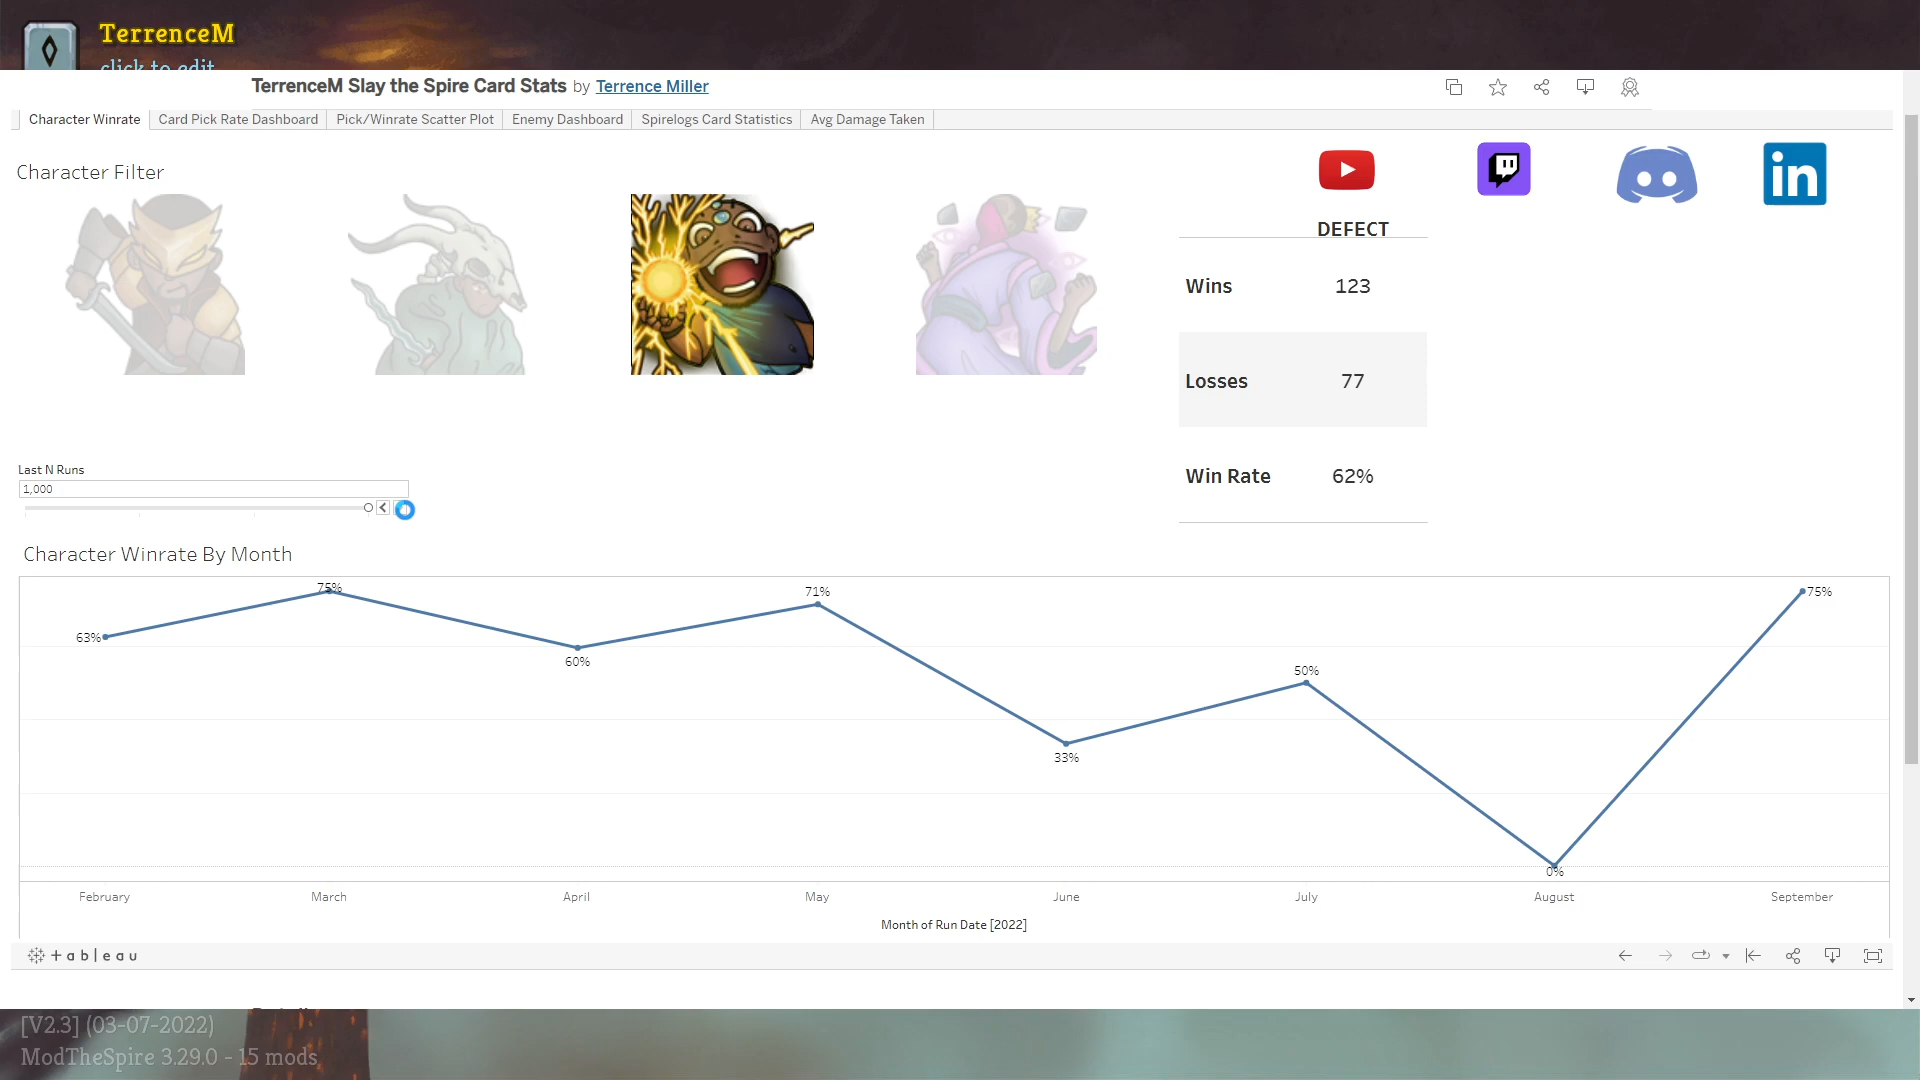 TerrenceM
click to edit
TerrenceM Slay the Spire Card Stats by Terrence Miller
Character Winrate
Card Pick Rate Dashboard
Pick/Winrate Scatter Plot
Enemy Dashboard
Spirelogs Card Statistics
Avg Damage Taken
Character Filter
in
DEFECT
Wins 123
Losses 77
Win Rate 62%
Last N Runs
1,000
Character Winrate By Month
63%
75%
60%
71%
33%
50%
0%
75%
February
March
April
May
June
July
August
September
Month of Run Date [2022]
+ableau
[V2.3] (03-07-2022)
ModTheSpire 3.29.0 - 15 mods